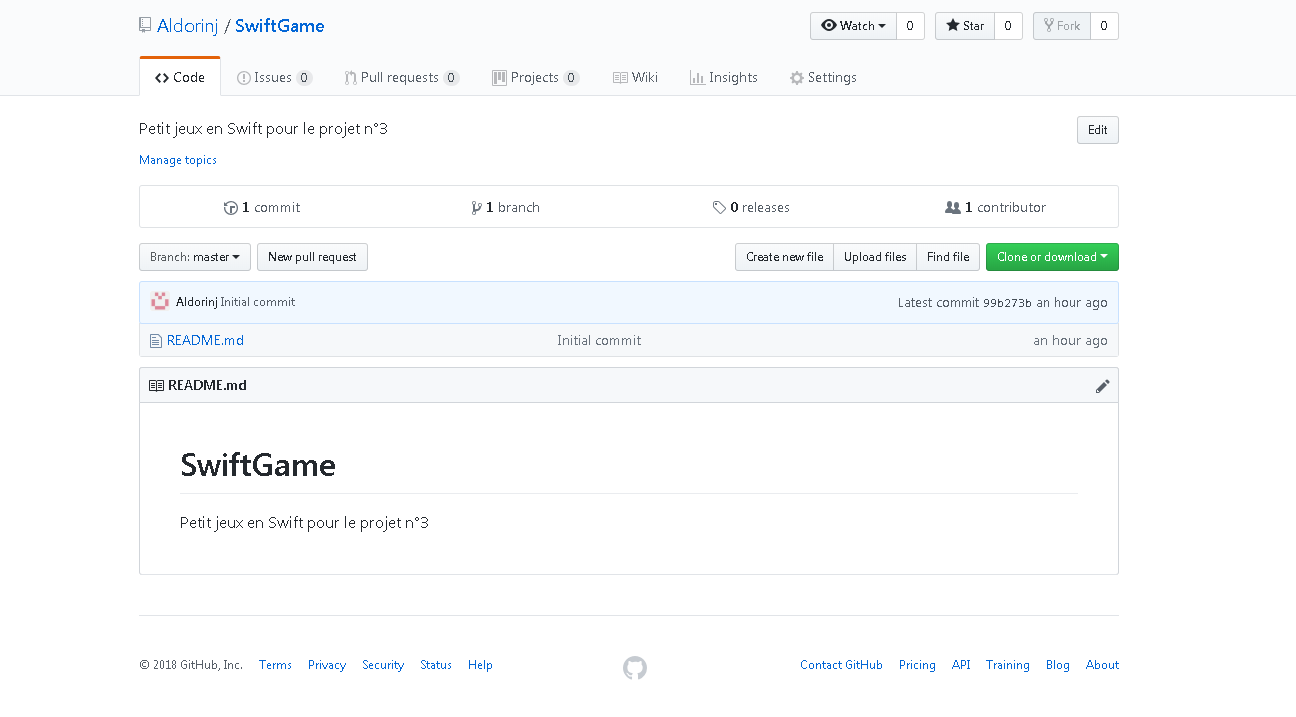 Aldorinj / SwiftGame
Watch 0 Star 0 Fork 0
Code Issues 0 Pull requests 0 Projects 0 Wiki Insights Settings
Petit jeux en Swift pour le projet n°3 Edit
Manage topics
1 commit 1 branch 0 releases 1 contributor
Branch: master New pull request Create new file Upload files Find file Clone or download
Aldorinj Initial commit Latest commit 99b273b an hour ago
README.md Initial commit an hour ago
README.md
SwiftGame
Petit jeux en Swift pour le projet n°3
© 2018 GitHub, Inc. Terms Privacy Security Status Help Contact GitHub Pricing API Training Blog About